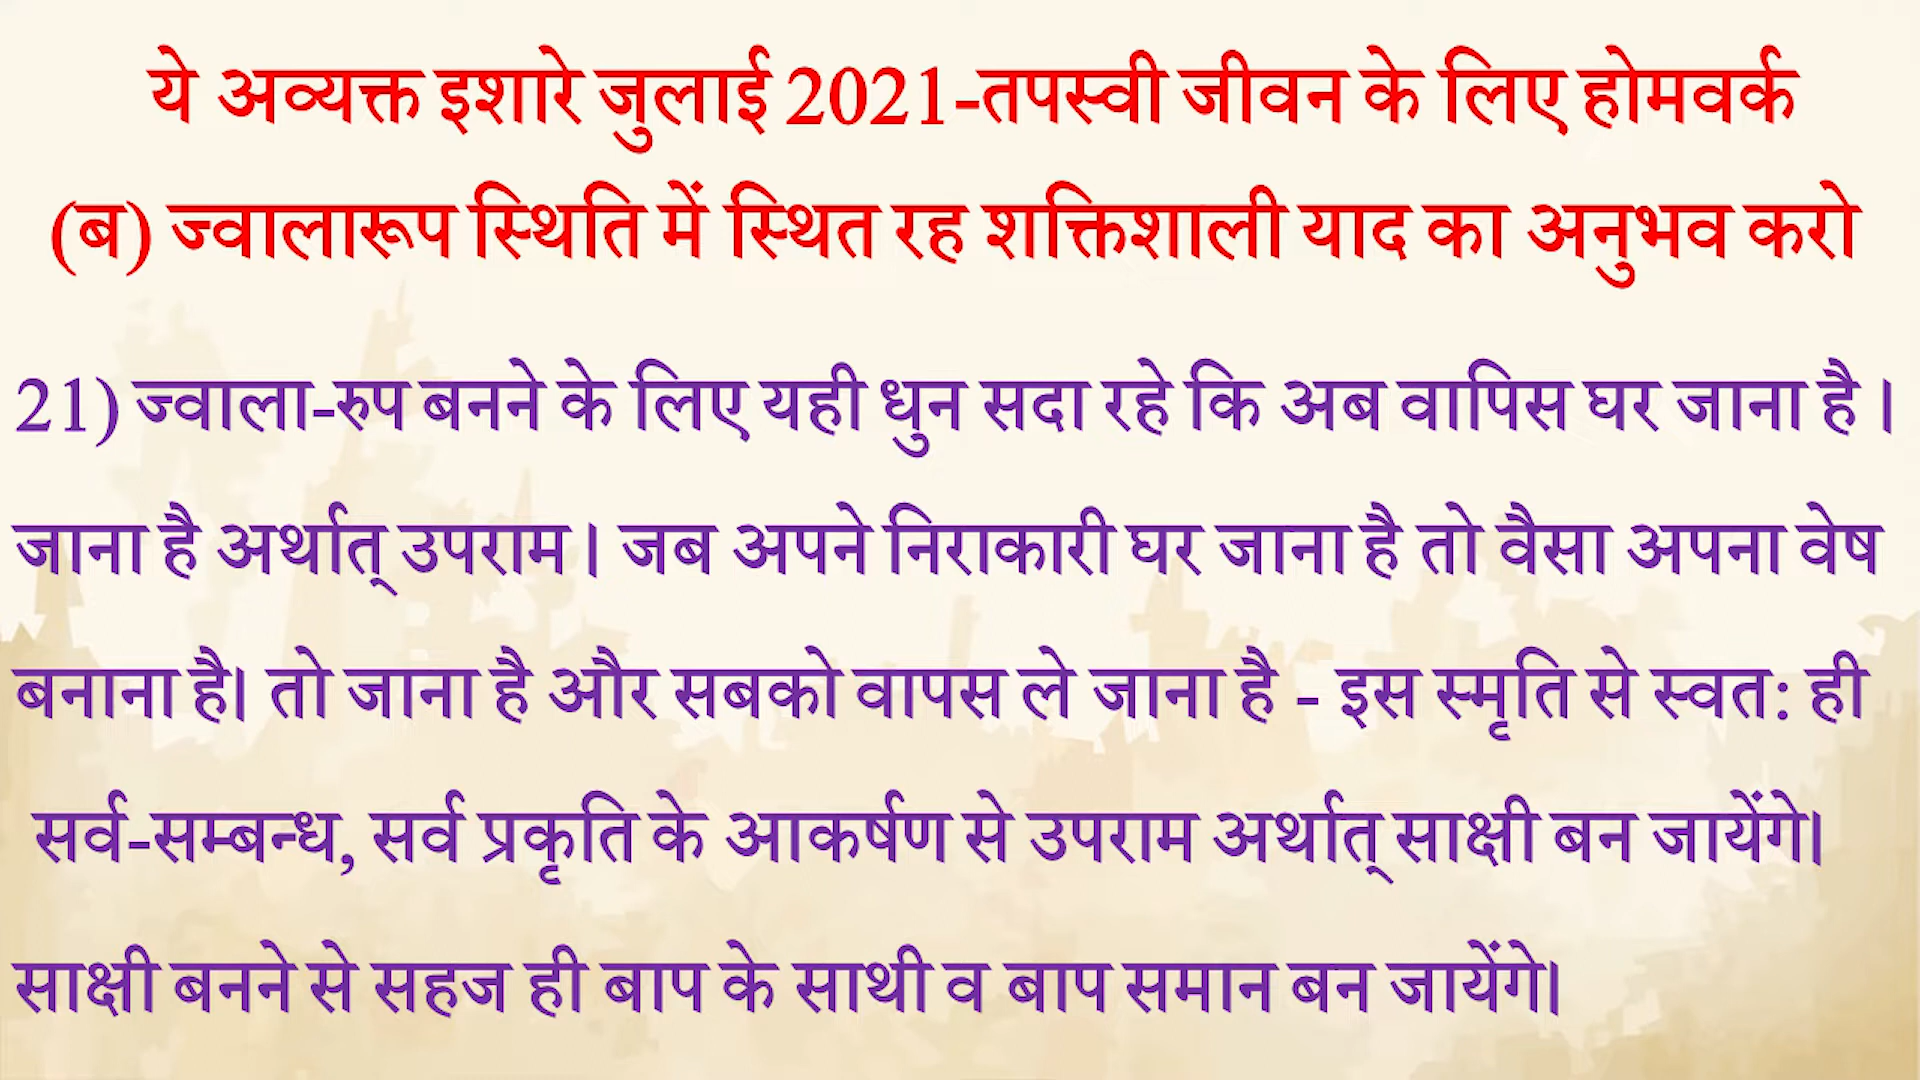 ये अव्यक्त इशारे जुलाई 2021-तपस्वी जीवन के लिए होमवर्क
(ब) ज्वालारूप स्थिति में स्थित रह शक्तिशाली याद का अनुभव करो
21) ज्वाला-रुप बनने के लिए यही धुन सदा रहे कि अब वापिस घर जाना है।
जाना है अर्थात् उपराम। जब अपने निराकारी घर जाना है तो वैसा अपना वेष
बनाना है। तो जाना है और सबको वापस ले जाना है - इस स्मृति से स्वत: ही
सर्व-सम्बन्ध, सर्व प्रकृति के आकर्षण से उपराम अर्थात् साक्षी बन जायेंगे।
साक्षी बनने से सहज ही बाप के साथी व बाप समान बन जायेंगे।